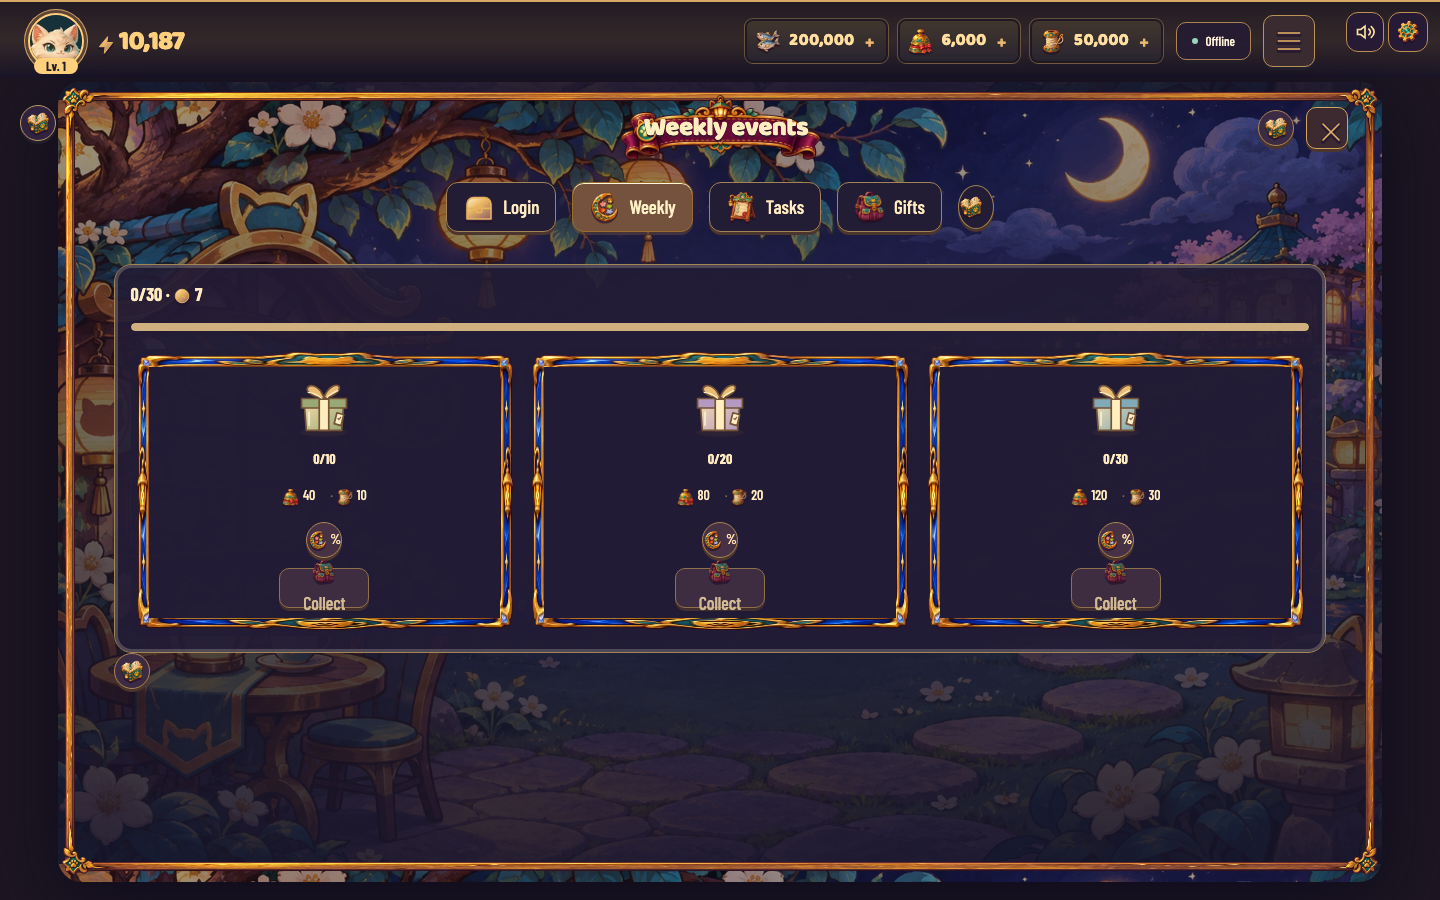 10,187
Lv. 1
200,000 +
6,000 +
50,000 +
Offline
Weekly events
Login
Weekly
Tasks
Gifts
0/30 · 7
0/10
40 · 10
%
Collect
0/20
80 · 20
%
Collect
0/30
120 · 30
%
Collect